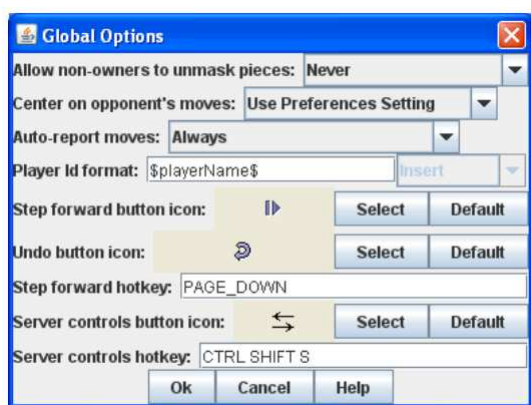 Global Options
Allow non-owners to unmask pieces: Never
Center on opponent's moves: Use Preferences Setting
Auto-report moves: Always
Player Id format: $playerName$ Insert
Step forward button icon: Select Default
Undo button icon: Select Default
Step forward hotkey: PAGE_DOWN
Server controls button icon: Select Default
Server controls hotkey: CTRL SHIFT S
Ok Cancel Help